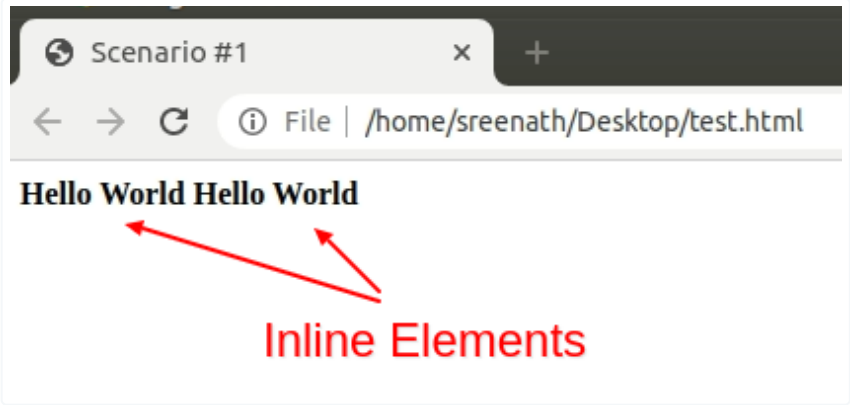 Scenario #1
File | /home/sreenath/Desktop/test.html
Hello World Hello World
Inline Elements